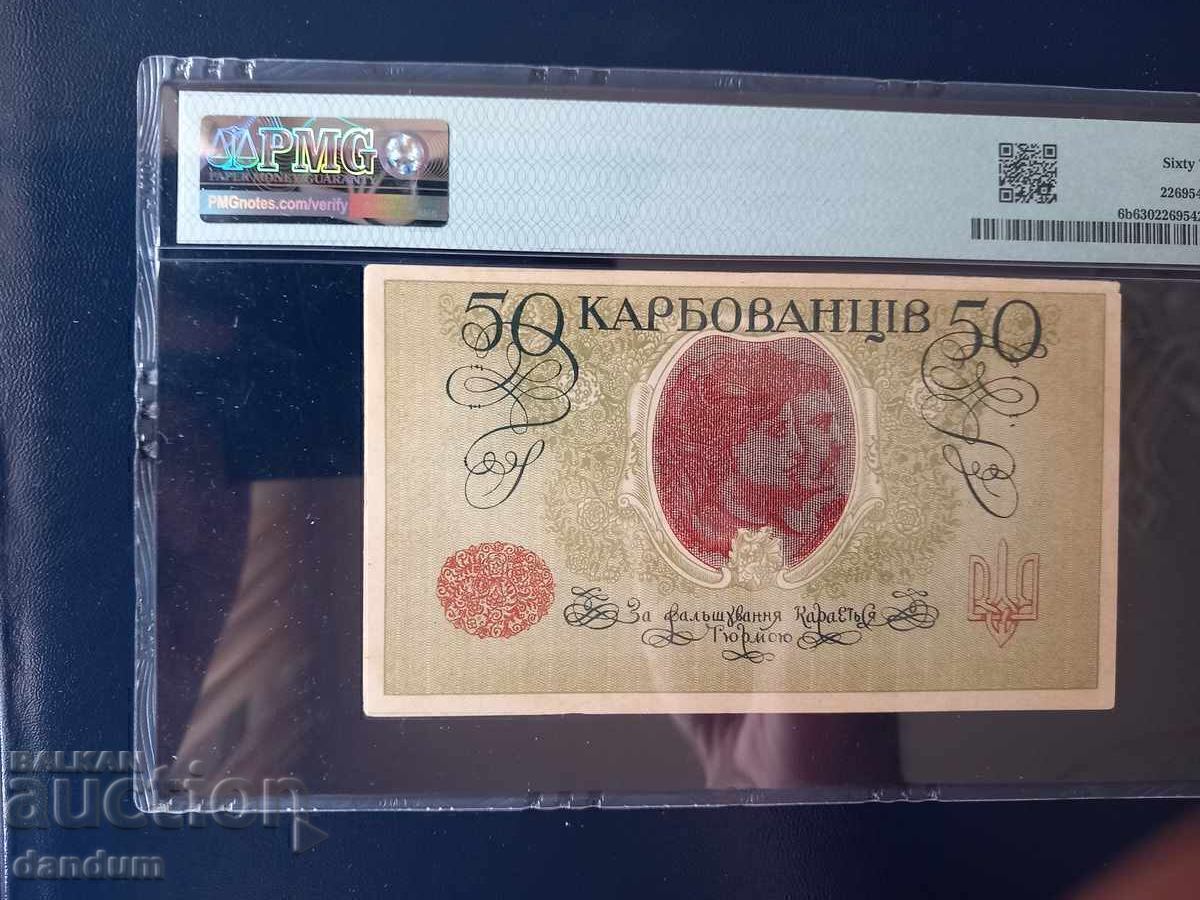 PMG
PAPER MONEY GUARANTY
PMGnotes.com/verify
Sixty
226954
6b630226954
50 КАРБОВАНЦІВ 50
За фальшування Карається
Тюрмою
BALKAN
auction
dandum